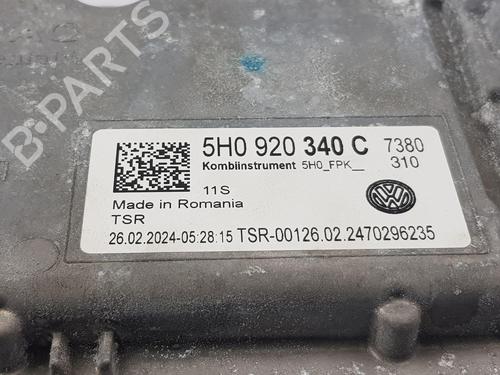 B-PARTS
5H0 920 340 C 7380
Kombiinstrument 5H0_FPK__ 310
11S
Made in Romania
TSR
26.02.2024-05:28:15 TSR-00126.02.2470296235